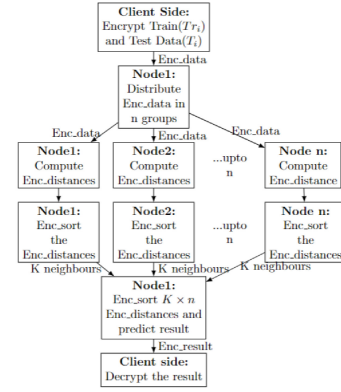 Client Side:
Encrypt Train(Tr_i)
and Test Data(T_i)
Enc_data
Node1:
Distribute
Enc_data in
n groups
Enc_data
Enc_data
Enc_data
Node1:
Compute
Enc_distances
Node2:
Compute
Enc_distances
...upto
n
Node n:
Compute
Enc_distance
Node1:
Enc_sort
the
Enc_distances
Node2:
Enc_sort
the
Enc_distances
...upto
n
Node n:
Enc_sort
the
Enc_distances
K neighbours
K neighbours
K neighbours
Node1:
Enc_sort K × n
Enc_distances and
predict result
Enc_result
Client side:
Decrypt the result